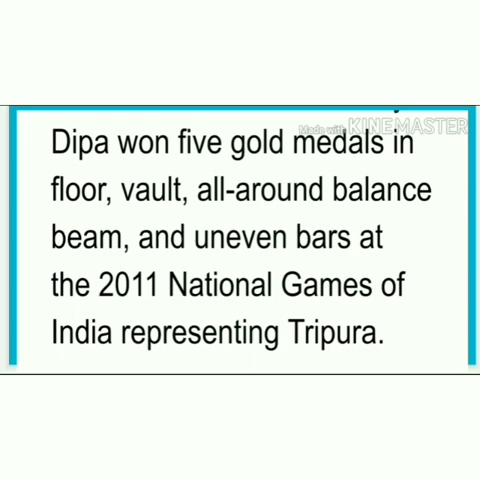 Made with KINEMASTER
Dipa won five gold medals in
floor, vault, all-around balance
beam, and uneven bars at
the 2011 National Games of
India representing Tripura.